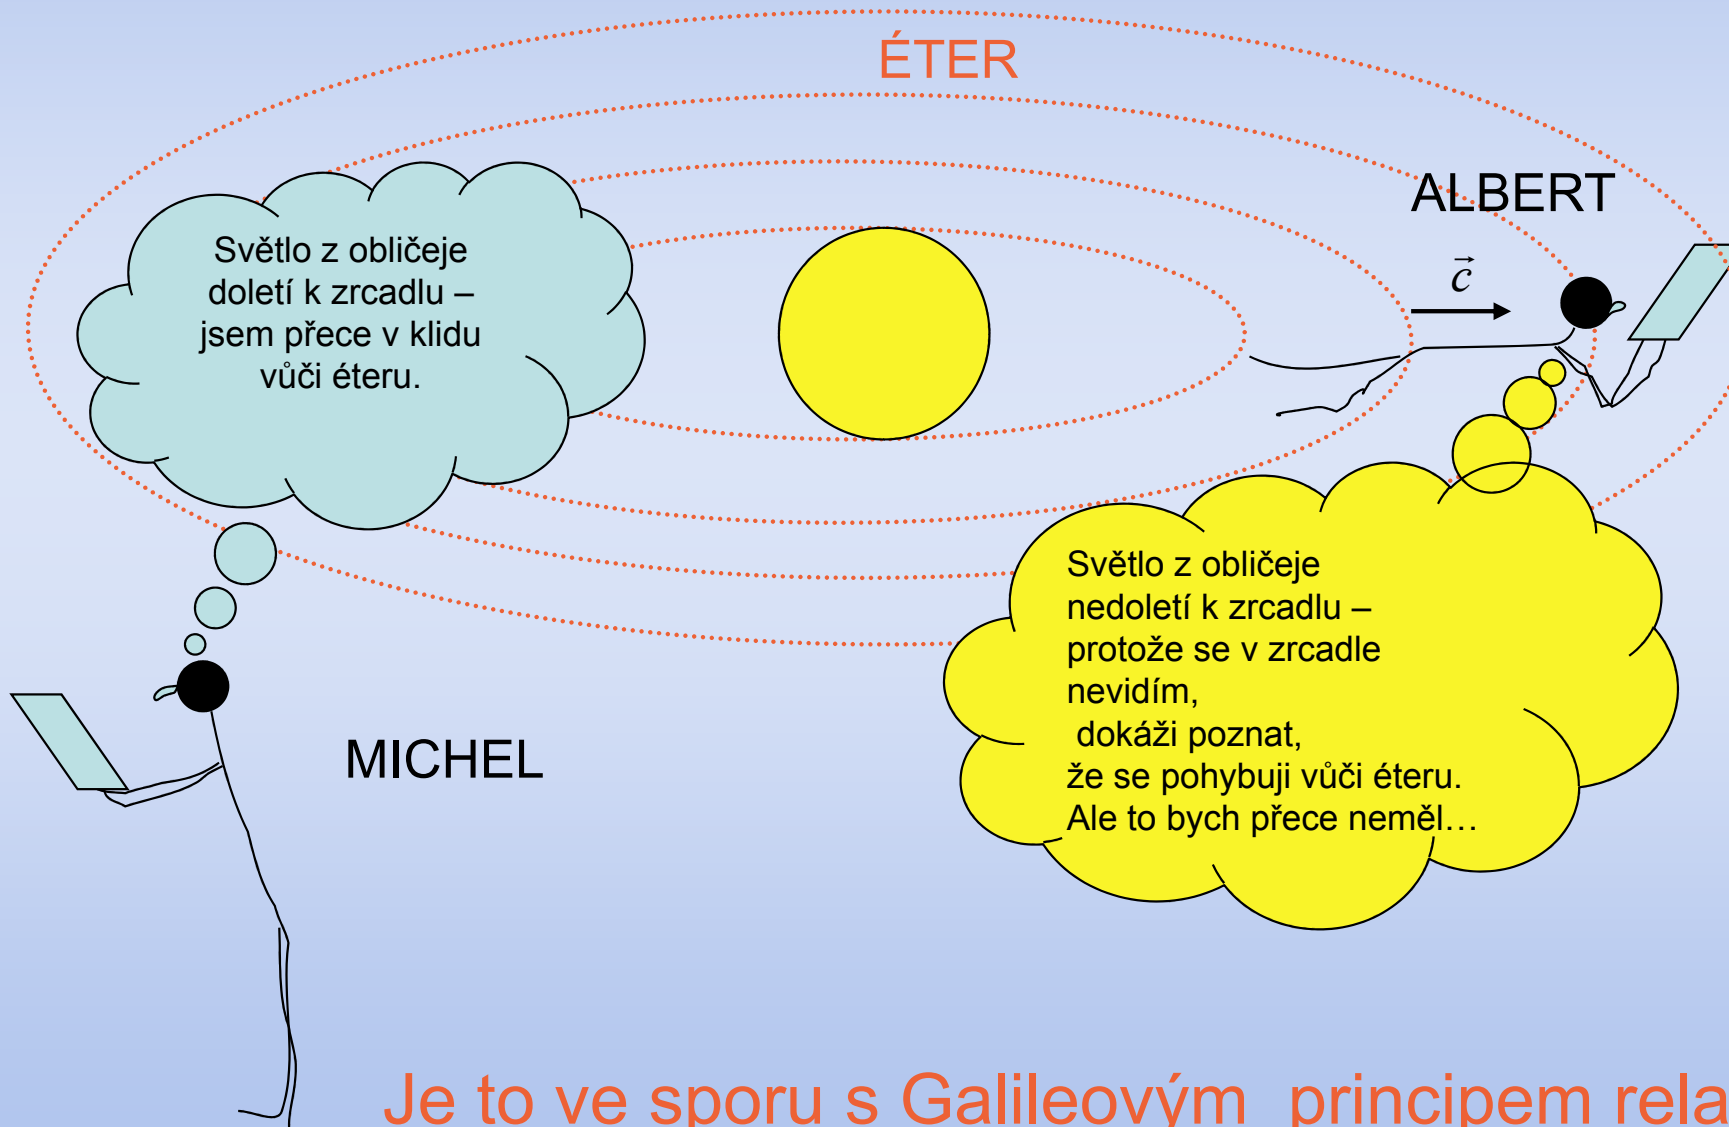 ÉTER
ALBERT
c
Světlo z obličeje
doletí k zrcadlu –
jsem přece v klidu
vůči éteru.
Světlo z obličeje
nedoletí k zrcadlu –
protože se v zrcadle
nevidím,
dokáži poznat,
že se pohybuji vůči éteru.
Ale to bych přece neměl…
MICHEL
Je to ve sporu s Galileovým principem rela